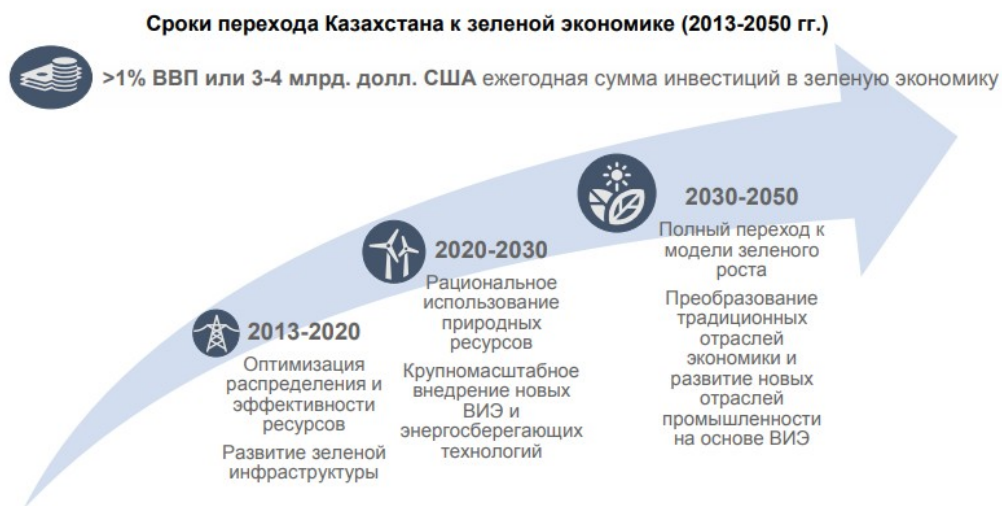 Сроки перехода Казахстана к зеленой экономике (2013-2050 гг.)
>1% ВВП или 3-4 млрд. долл. США ежегодная сумма инвестиций в зеленую экономику
2013-2020
Оптимизация
распределения и
эффективности
ресурсов
Развитие зеленой
инфраструктуры
2020-2030
Рациональное
использование
природных
ресурсов
Крупномасштабное
внедрение новых
ВИЭ и
энергосберегающих
технологий
2030-2050
Полный переход к
модели зеленого
роста
Преобразование
традиционных
отраслей
экономики и
развитие новых
отраслей
промышленности
на основе ВИЭ